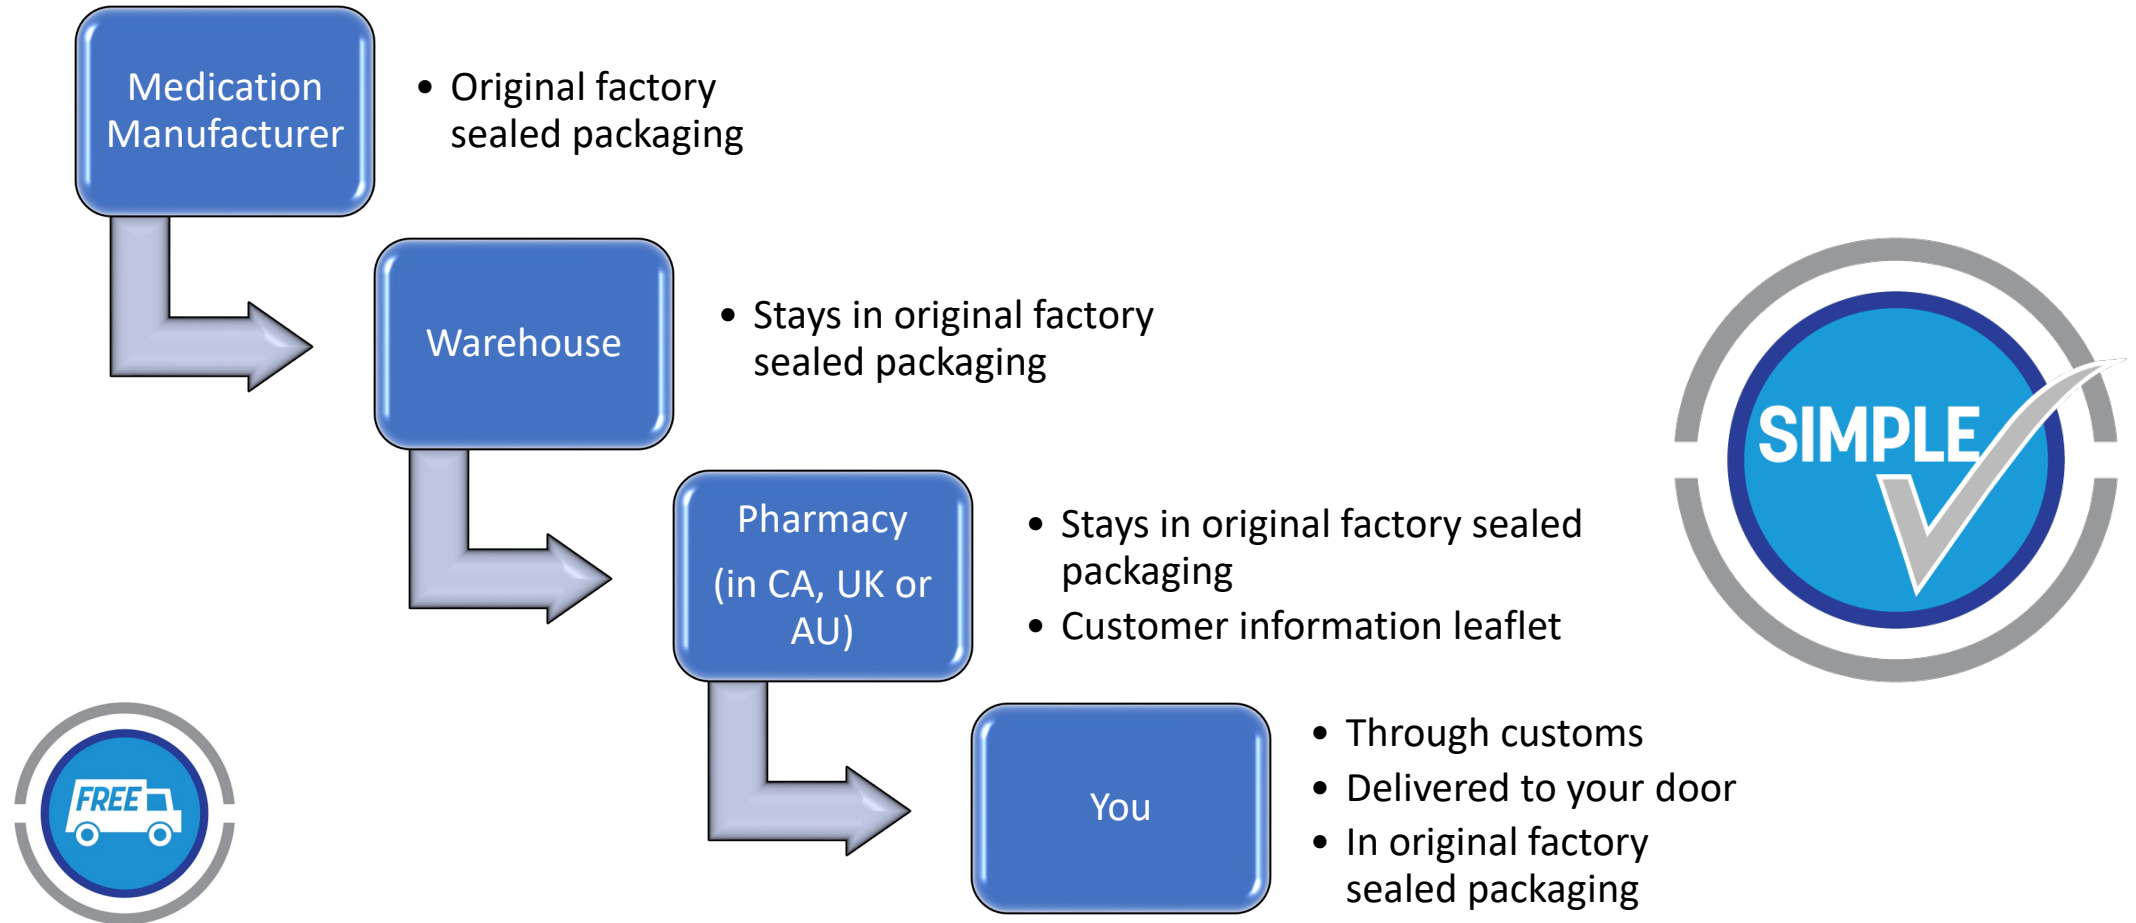 Medication
Manufacturer
• Original factory
sealed packaging
Warehouse
• Stays in original factory
sealed packaging
SIMPLE
Pharmacy
(in CA, UK or
AU)
• Stays in original factory sealed
packaging
• Customer information leaflet
You
• Through customs
• Delivered to your door
• In original factory
sealed packaging
FREE